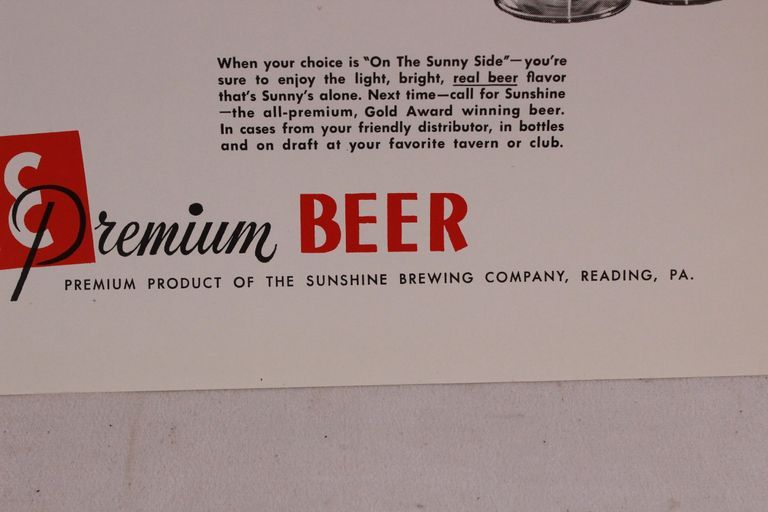 When your choice is "On The Sunny Side"—you're
sure to enjoy the light, bright, real beer flavor
that's Sunny's alone. Next time—call for Sunshine
—the all-premium, Gold Award winning beer.
In cases from your friendly distributor, in bottles
and on draft at your favorite tavern or club.
E
Premium BEER
PREMIUM PRODUCT OF THE SUNSHINE BREWING COMPANY, READING, PA.